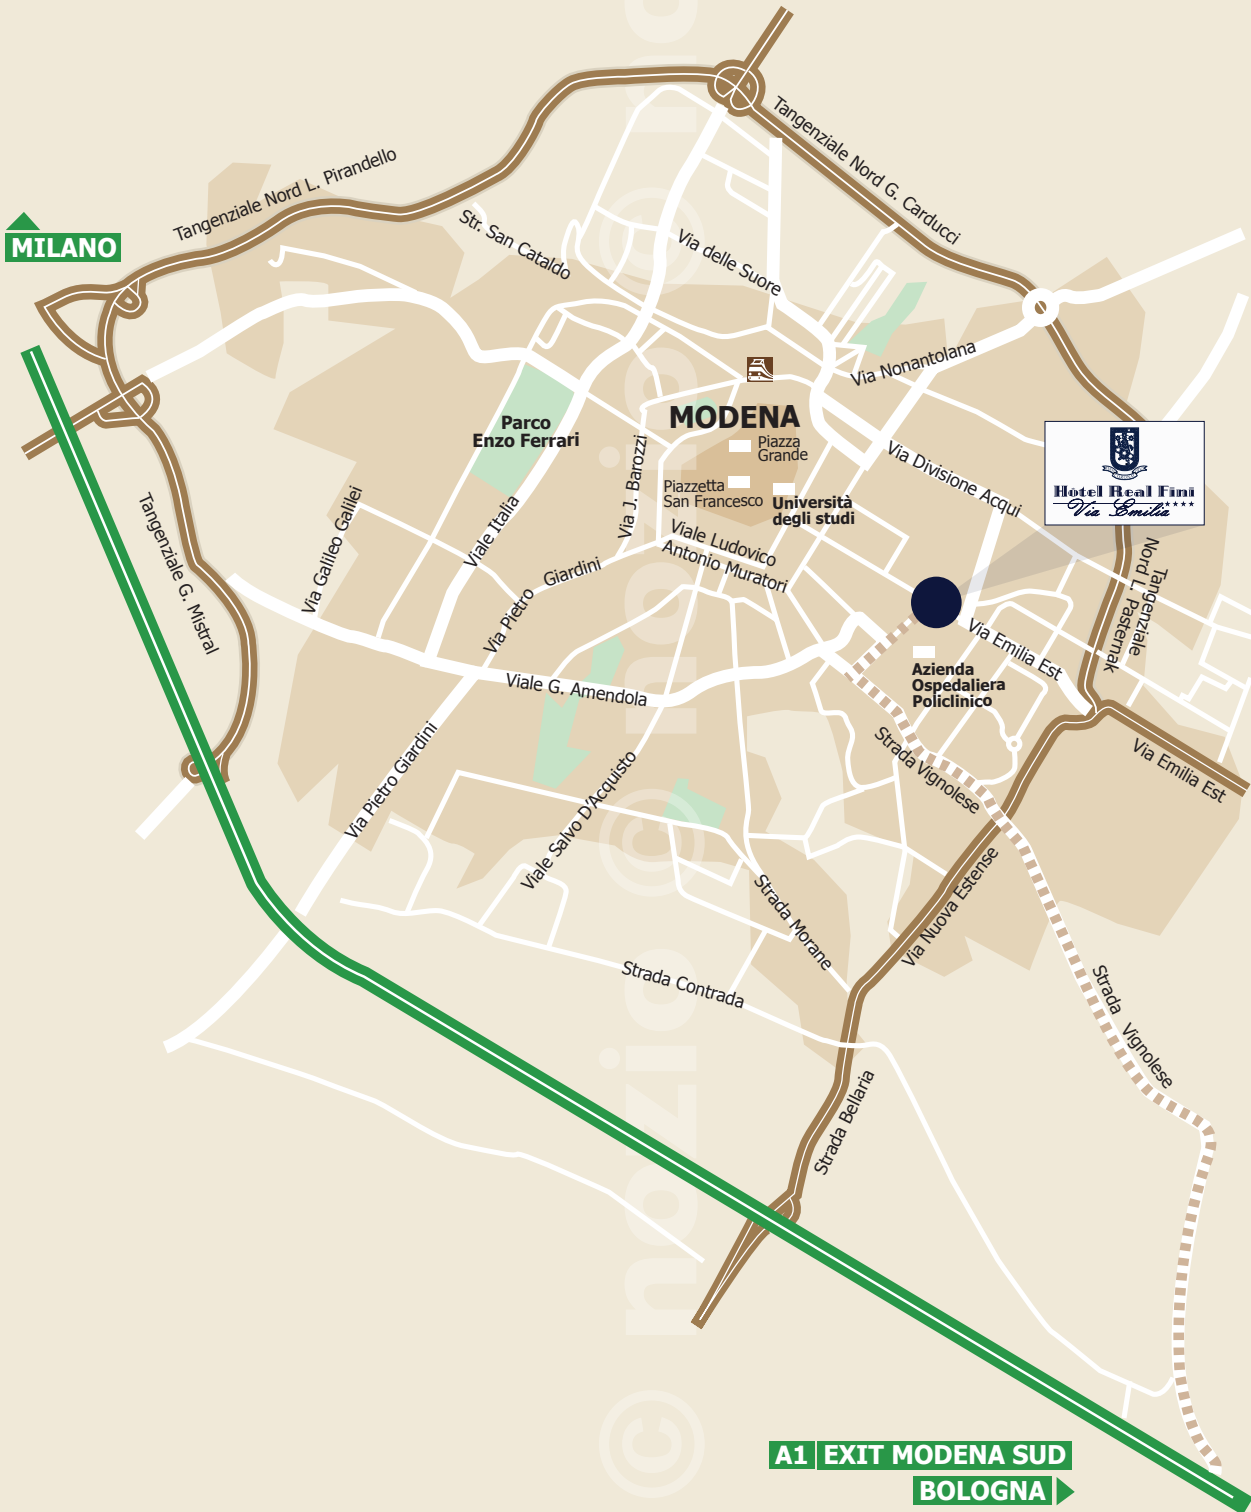 Tangenziale Nord G. Carducci
Tangenziale Nord L. Pirandello
MILANO
Str. San Cataldo
Via delle Suore
Via Nonantolana
MODENA
Parco
Enzo Ferrari
Piazza
Grande
Via J. Barozzi
Piazzetta
San Francesco
Università
degli studi
Via Divisione Acqui
Hotel Real Fini
Via Emilia
★★★★
Tangenziale G. Mistral
Via Galileo Galilei
Viale Italia
Viale Ludovico
Antonio Muratori
Via Pietro
Giardini
Tangenziale
Nord L. Pasternak
Via Emilia Est
Azienda
Ospedaliera
Policlinico
Viale G. Amendola
Via Pietro Giardini
Viale Salvo D'Acquisto
Strada Vignolese
Via Emilia Est
Via Nuova Estense
Strada Morane
Strada Contrada
Strada
Vignolese
Strada Bellaria
A1 EXIT MODENA SUD
BOLOGNA
© nozio © nozio © no